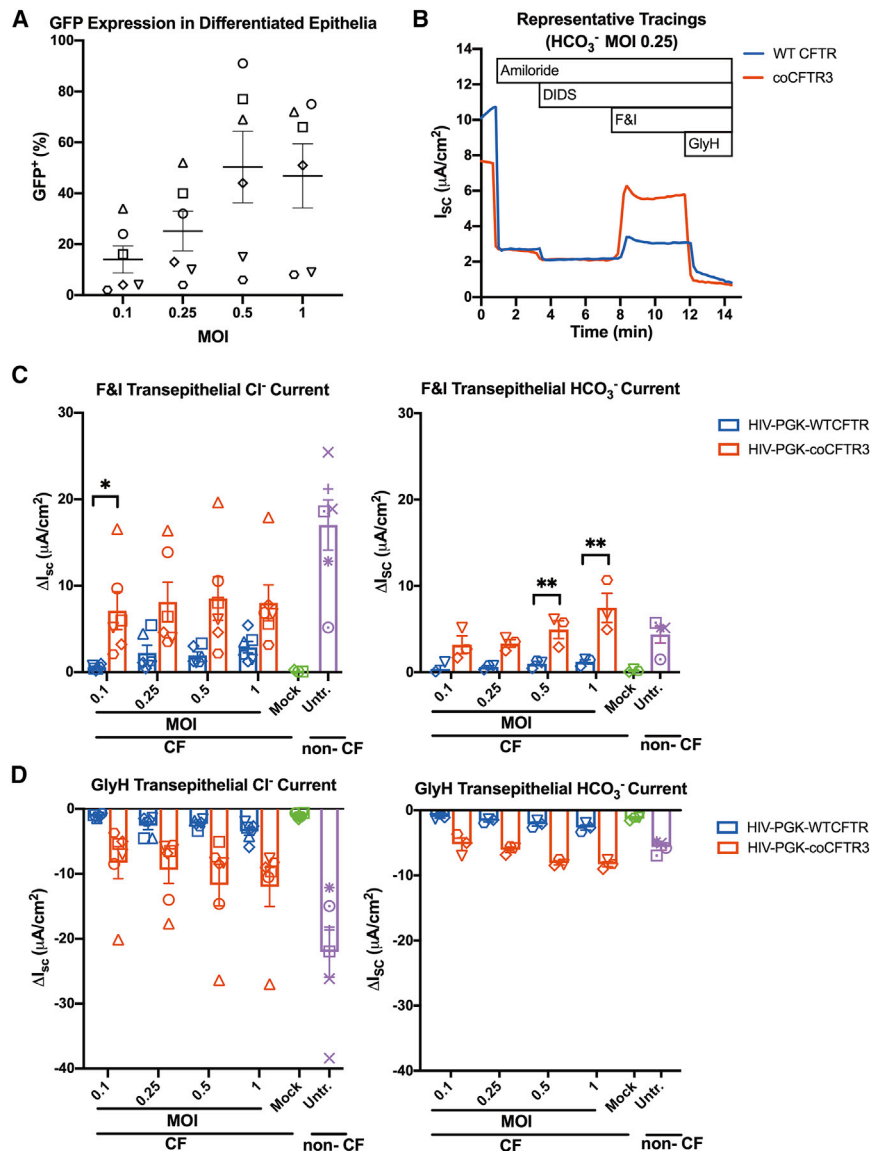 A
GFP Expression in Differentiated Epithelia
GFP⁺ (%)
100
80
60
40
20
0
0.1 0.25 0.5 1
MOI
B
Representative Tracings
(HCO₃⁻ MOI 0.25)
I_SC (µA/cm²)
14
12
10
8
6
4
2
0
Amiloride
DIDS
F&I
GlyH
0 2 4 6 8 10 12 14
Time (min)
WT CFTR
coCFTR3
C
F&I Transepithelial Cl⁻ Current
ΔI_SC (µA/cm²)
30
20
10
0
*
0.1 0.25 0.5 1 Mock Untr.
MOI
CF non- CF
F&I Transepithelial HCO₃⁻ Current
ΔI_SC (µA/cm²)
30
20
10
0
** **
0.1 0.25 0.5 1 Mock Untr.
MOI
CF non- CF
HIV-PGK-WTCFTR
HIV-PGK-coCFTR3
D
GlyH Transepithelial Cl⁻ Current
ΔI_SC (µA/cm²)
0
-10
-20
-30
-40
0.1 0.25 0.5 1 Mock Untr.
MOI
CF non- CF
GlyH Transepithelial HCO₃⁻ Current
ΔI_SC (µA/cm²)
0
-10
-20
-30
-40
0.1 0.25 0.5 1 Mock Untr.
MOI
CF non- CF
HIV-PGK-WTCFTR
HIV-PGK-coCFTR3